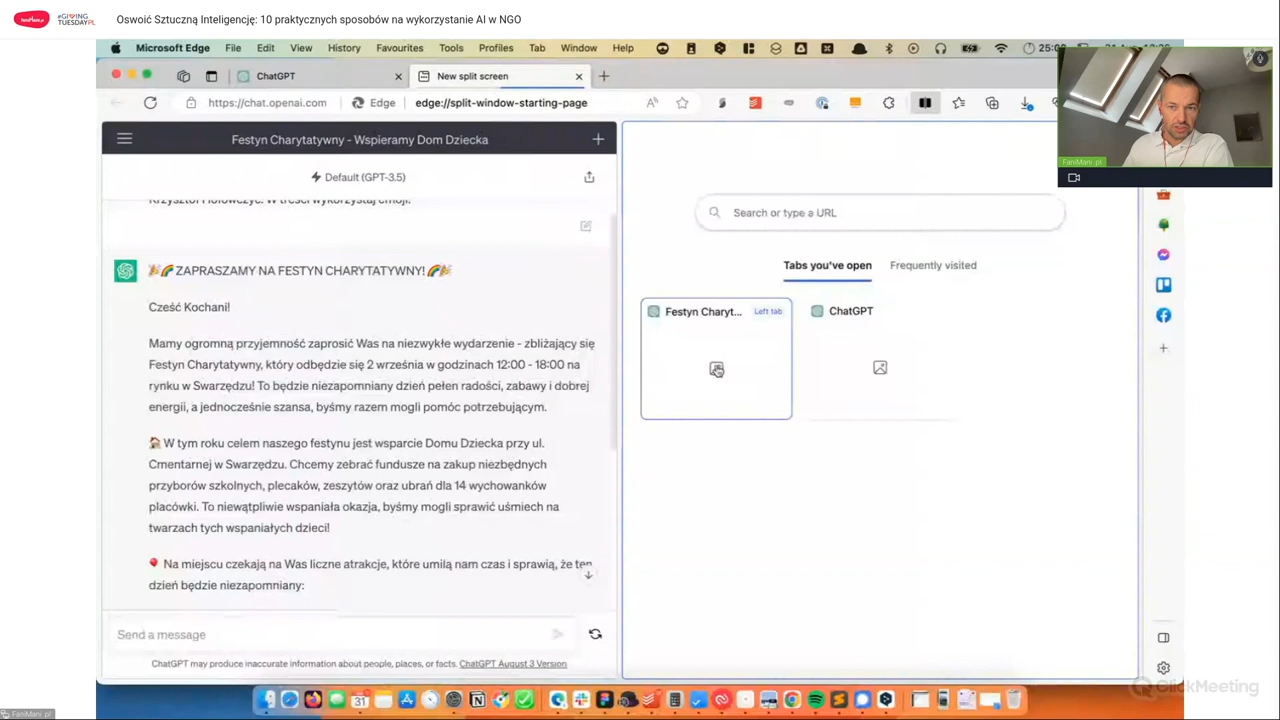 FaniMani.pl
#GIVING
TUESDAYPL
Oswoić Sztuczną Inteligencję: 10 praktycznych sposobów na wykorzystanie AI w NGO
Microsoft Edge File Edit View History Favourites Tools Profiles Tab Window Help
ChatGPT
New split screen
https://chat.openai.com
Edge
edge://split-window-starting-page
FaniMani .pl
Festyn Charytatywny - Wspieramy Dom Dziecka
Default (GPT-3.5)
Krzysztof Hołowczyc. W treści wykorzystaj emoji.
🎉🌈 ZAPRASZAMY NA FESTYN CHARYTATYWNY! 🌈🎉
Cześć Kochani!
Mamy ogromną przyjemność zaprosić Was na niezwykłe wydarzenie - zbliżający się
Festyn Charytatywny, który odbędzie się 2 września w godzinach 12:00 - 18:00 na
rynku w Swarzędzu! To będzie niezapomniany dzień pełen radości, zabawy i dobrej
energii, a jednocześnie szansa, byśmy razem mogli pomóc potrzebującym.
🏠 W tym roku celem naszego festynu jest wsparcie Domu Dziecka przy ul.
Cmentarnej w Swarzędzu. Chcemy zebrać fundusze na zakup niezbędnych
przyborów szkolnych, plecaków, zeszytów oraz ubrań dla 14 wychowanków
placówki. To niewątpliwie wspaniała okazja, byśmy mogli sprawić uśmiech na
twarzach tych wspaniałych dzieci!
🎈 Na miejscu czekają na Was liczne atrakcje, które umilą nam czas i sprawią, że ten
dzień będzie niezapomniany:
Send a message
ChatGPT may produce inaccurate information about people, places, or facts. ChatGPT August 3 Version
Search or type a URL
Tabs you've open
Frequently visited
Festyn Charyt...
Left tab
ChatGPT
ClickMeeting
FaniMani .pl